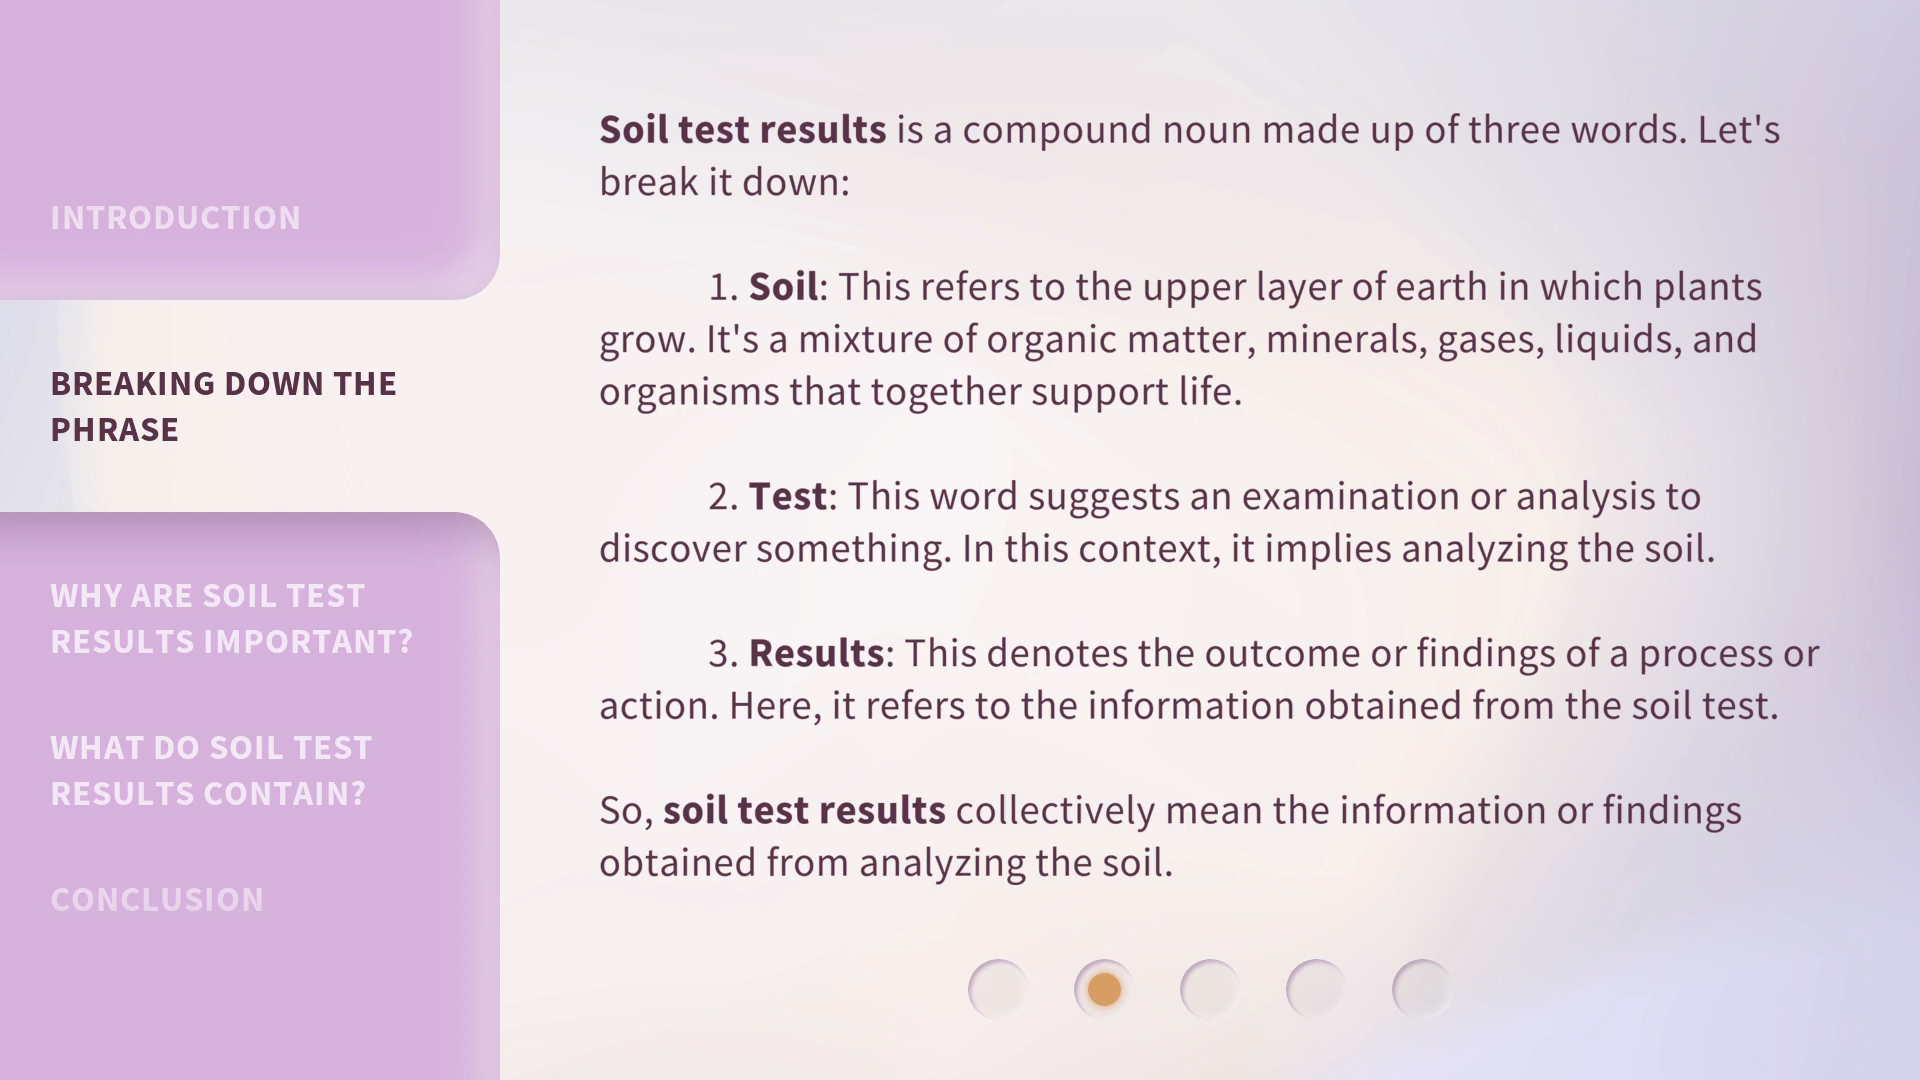 INTRODUCTION
BREAKING DOWN THE
PHRASE
WHY ARE SOIL TEST
RESULTS IMPORTANT?
WHAT DO SOIL TEST
RESULTS CONTAIN?
CONCLUSION
Soil test results is a compound noun made up of three words. Let's
break it down:
1. Soil: This refers to the upper layer of earth in which plants
grow. It's a mixture of organic matter, minerals, gases, liquids, and
organisms that together support life.
2. Test: This word suggests an examination or analysis to
discover something. In this context, it implies analyzing the soil.
3. Results: This denotes the outcome or findings of a process or
action. Here, it refers to the information obtained from the soil test.
So, soil test results collectively mean the information or findings
obtained from analyzing the soil.